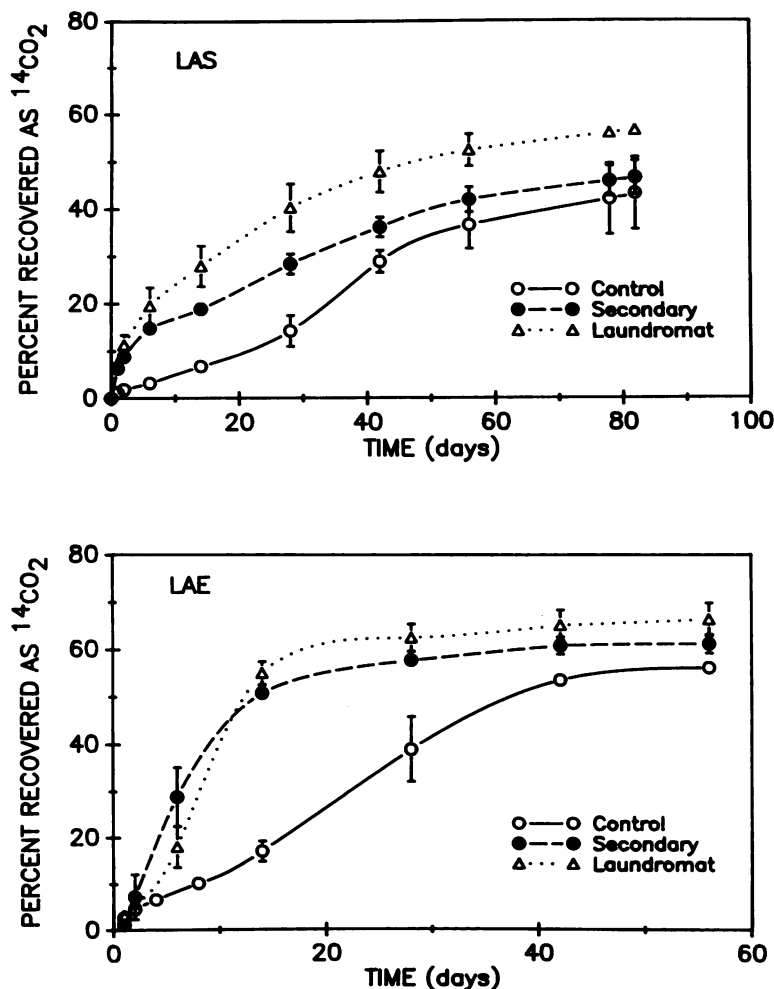 PERCENT RECOVERED AS ¹⁴CO₂
80
60
40
20
0
LAS
Control
Secondary
Laundromat
0 20 40 60 80 100
TIME (days)
PERCENT RECOVERED AS ¹⁴CO₂
80
60
40
20
0
LAE
Control
Secondary
Laundromat
0 20 40 60
TIME (days)